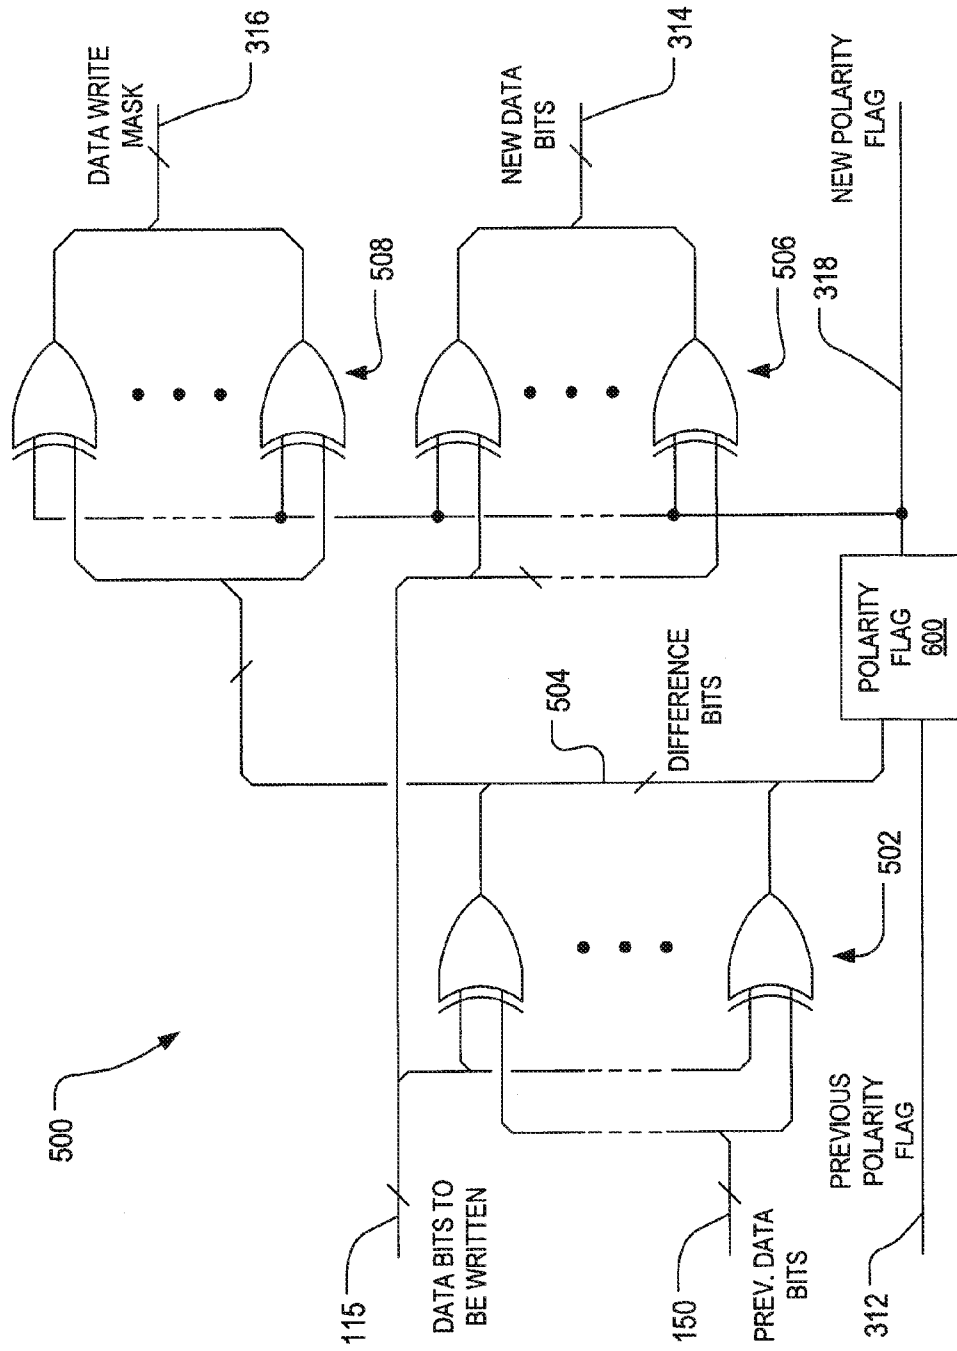 500
115
DATA BITS TO
BE WRITTEN
150
PREV. DATA
BITS
312
PREVIOUS
POLARITY
FLAG
502
504
DIFFERENCE
BITS
POLARITY
FLAG
600
DATA WRITE
MASK
316
508
NEW DATA
BITS
314
506
318
NEW POLARITY
FLAG